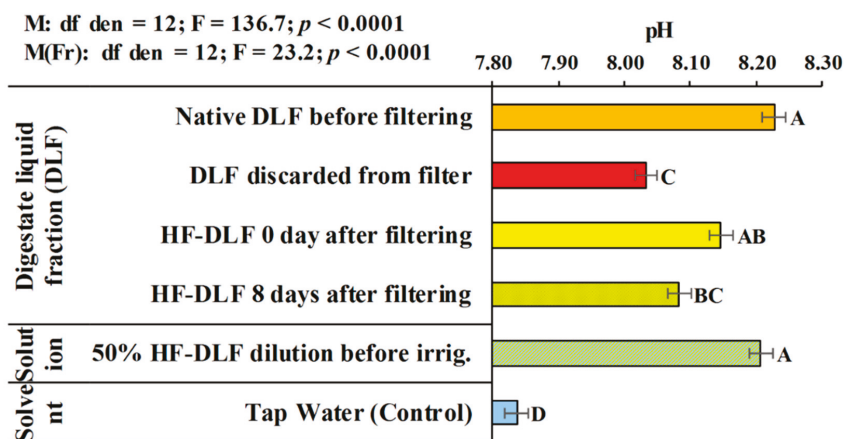 M: df den = 12; F = 136.7; p < 0.0001
M(Fr): df den = 12; F = 23.2; p < 0.0001
pH
7.80 7.90 8.00 8.10 8.20 8.30
Digestate liquid
fraction (DLF)
Native DLF before filtering A
DLF discarded from filter C
HF-DLF 0 day after filtering AB
HF-DLF 8 days after filtering BC
Solut
ion
50% HF-DLF dilution before irrig. A
Solve
nt
Tap Water (Control) D